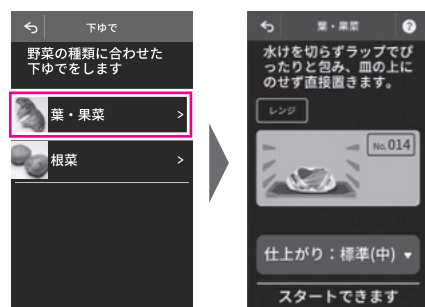 下ゆで
野菜の種類に合わせた
下ゆでをします
葉・果菜 >
根菜 >
葉・果菜 ?
水けを切らずラップでぴ
ったりと包み、皿の上に
のせず直接置きます。
レンジ
No.014
仕上がり：標準(中) ▼
スタートできます